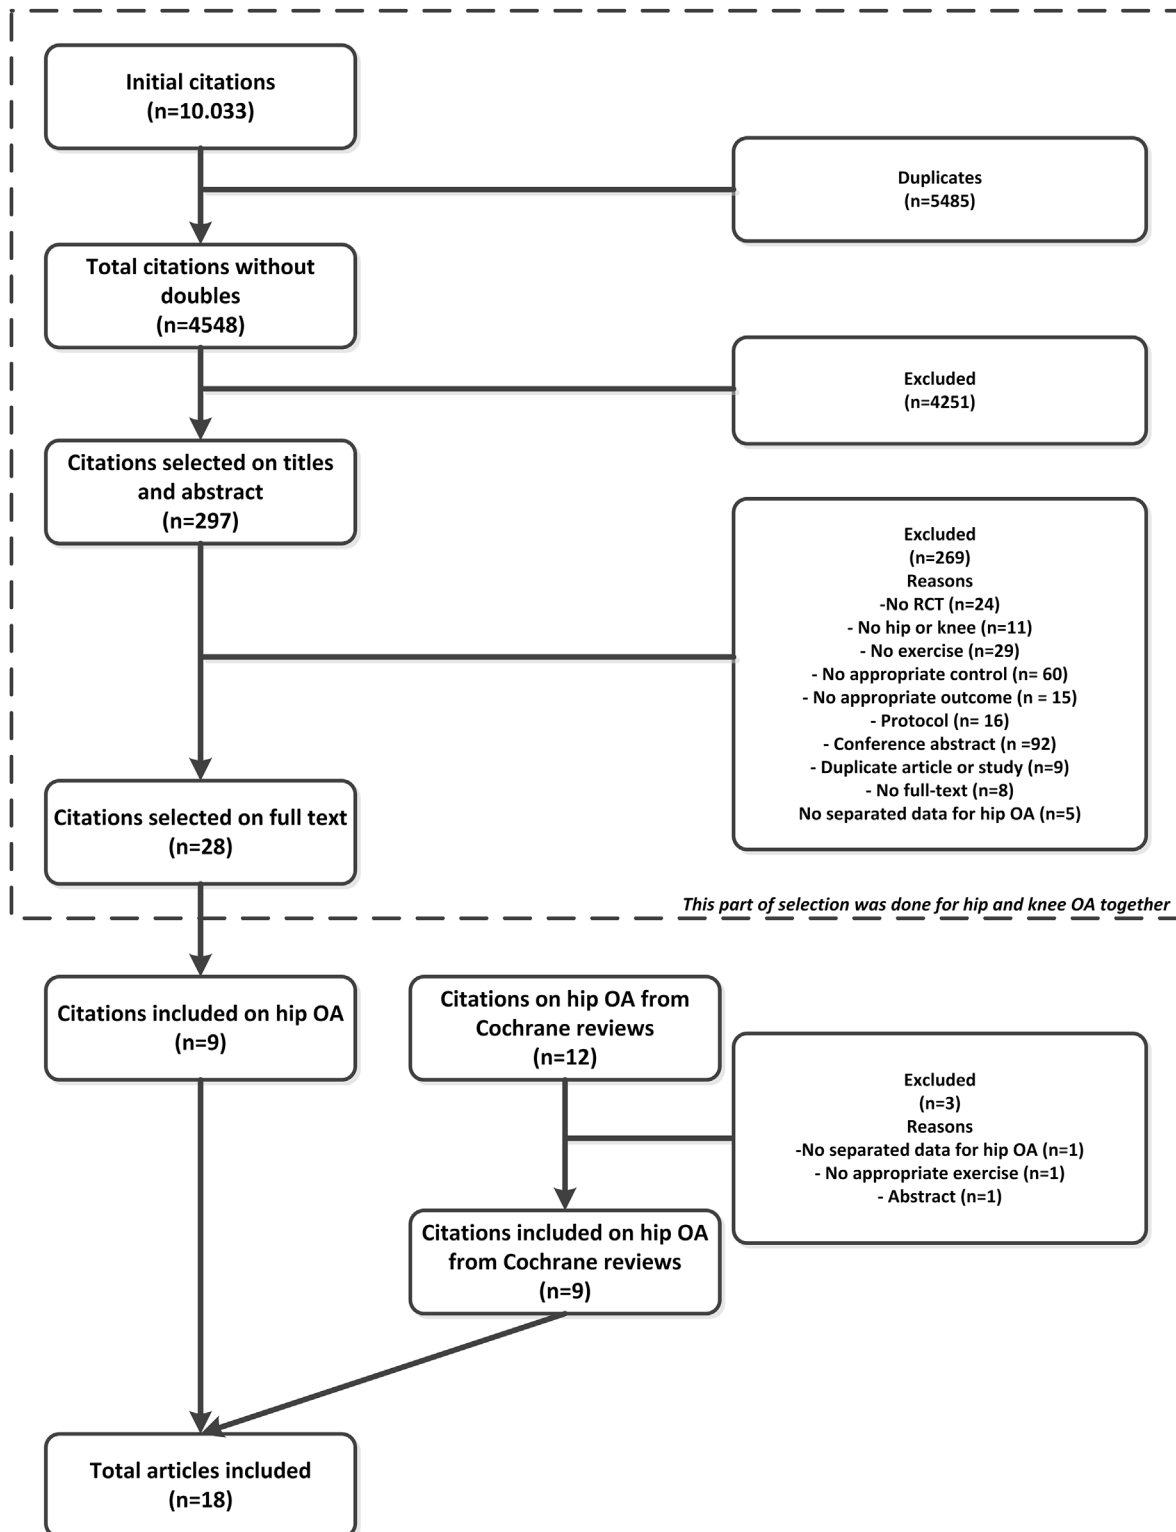 Initial citations
(n=10.033)
Duplicates
(n=5485)
Total citations without
doubles
(n=4548)
Excluded
(n=4251)
Citations selected on titles
and abstract
(n=297)
Excluded
(n=269)
Reasons
-No RCT (n=24)
- No hip or knee (n=11)
- No exercise (n=29)
- No appropriate control (n= 60)
- No appropriate outcome (n = 15)
- Protocol (n= 16)
- Conference abstract (n =92)
- Duplicate article or study (n=9)
- No full-text (n=8)
No separated data for hip OA (n=5)
Citations selected on full text
(n=28)
This part of selection was done for hip and knee OA together
Citations included on hip OA
(n=9)
Citations on hip OA from
Cochrane reviews
(n=12)
Excluded
(n=3)
Reasons
-No separated data for hip OA (n=1)
- No appropriate exercise (n=1)
- Abstract (n=1)
Citations included on hip OA
from Cochrane reviews
(n=9)
Total articles included
(n=18)